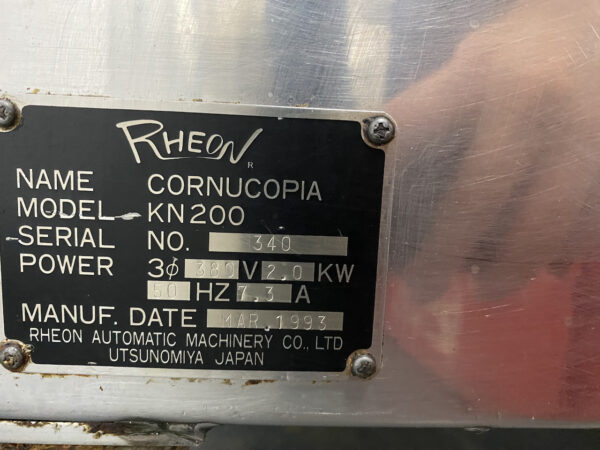 RHEON
R
NAME CORNUCOPIA
MODEL KN200
SERIAL NO. 340
POWER 3φ 380 V 2.0 KW
50 HZ 7.3 A
MANUF. DATE MAR.1993
RHEON AUTOMATIC MACHINERY CO., LTD
UTSUNOMIYA JAPAN